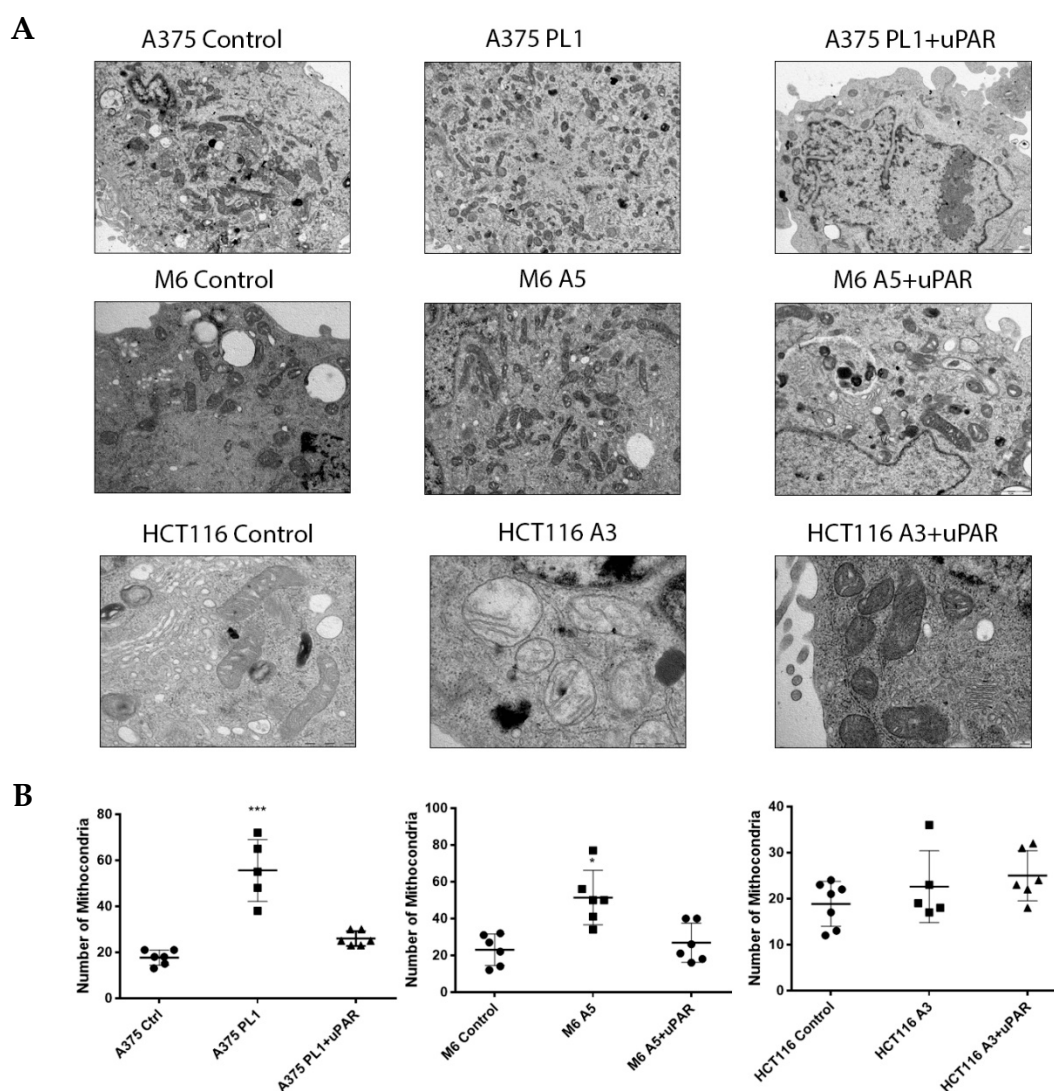 A
A375 Control
A375 PL1
A375 PL1+uPAR
M6 Control
M6 A5
M6 A5+uPAR
HCT116 Control
HCT116 A3
HCT116 A3+uPAR
B
Number of Mithocondria
80
60
40
20
0
***
A375 Ctrl
A375 PL1
A375 PL1+uPAR
Number of Mithocondria
100
80
60
40
20
0
*
M6 Control
M6 A5
M6 A5+uPAR
Number of Mithocondria
40
30
20
10
0
HCT116 Control
HCT116 A3
HCT116 A3+uPAR